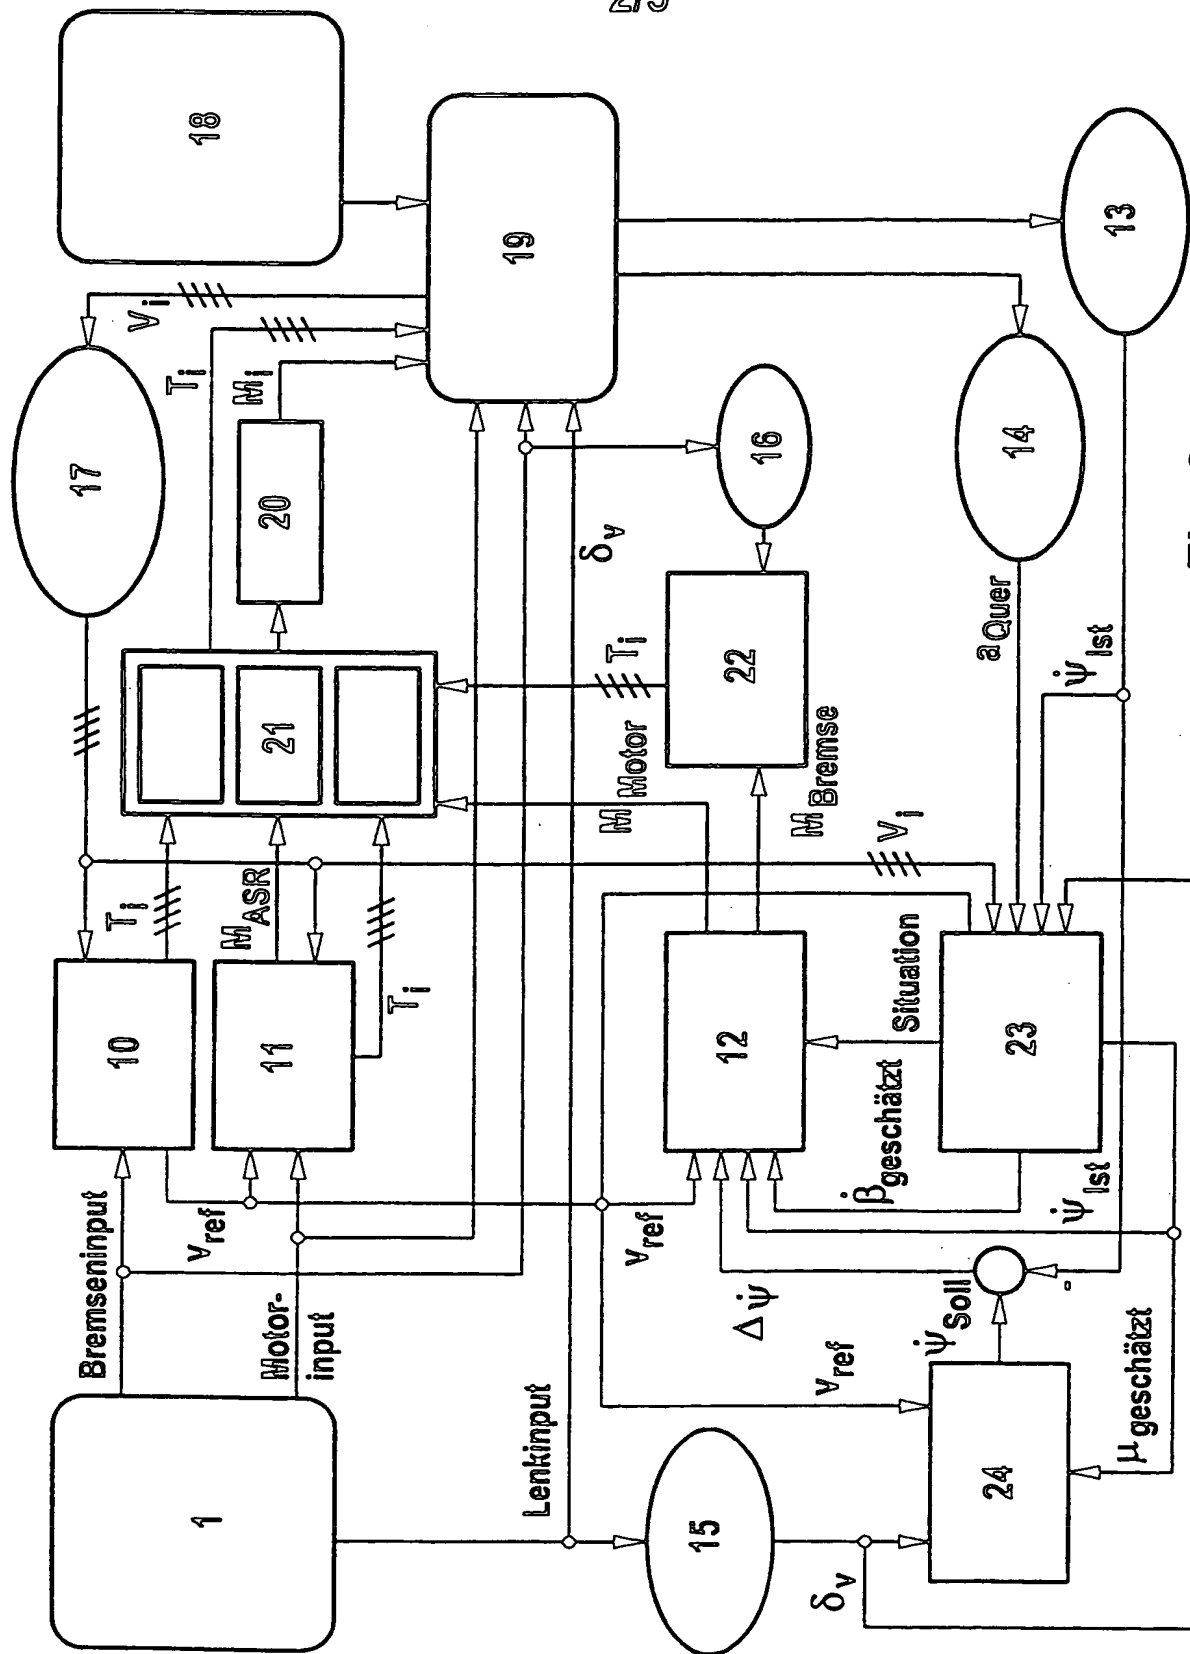 2/5
1
Bremseninput
Motor-
input
Lenkinput
15
δv
24
vref
ψ̇Soll
μgeschätzt
-
Δψ̇
vref
vref
ψ̇Ist
β̇geschätzt
10
11
12
23
Situation
Ti
MASR
Ti
Vi
MMotor
MBremse
Ti
22
21
20
17
16
δv
aQuer
ψ̇Ist
14
13
Ti
Mi
Vi
19
18